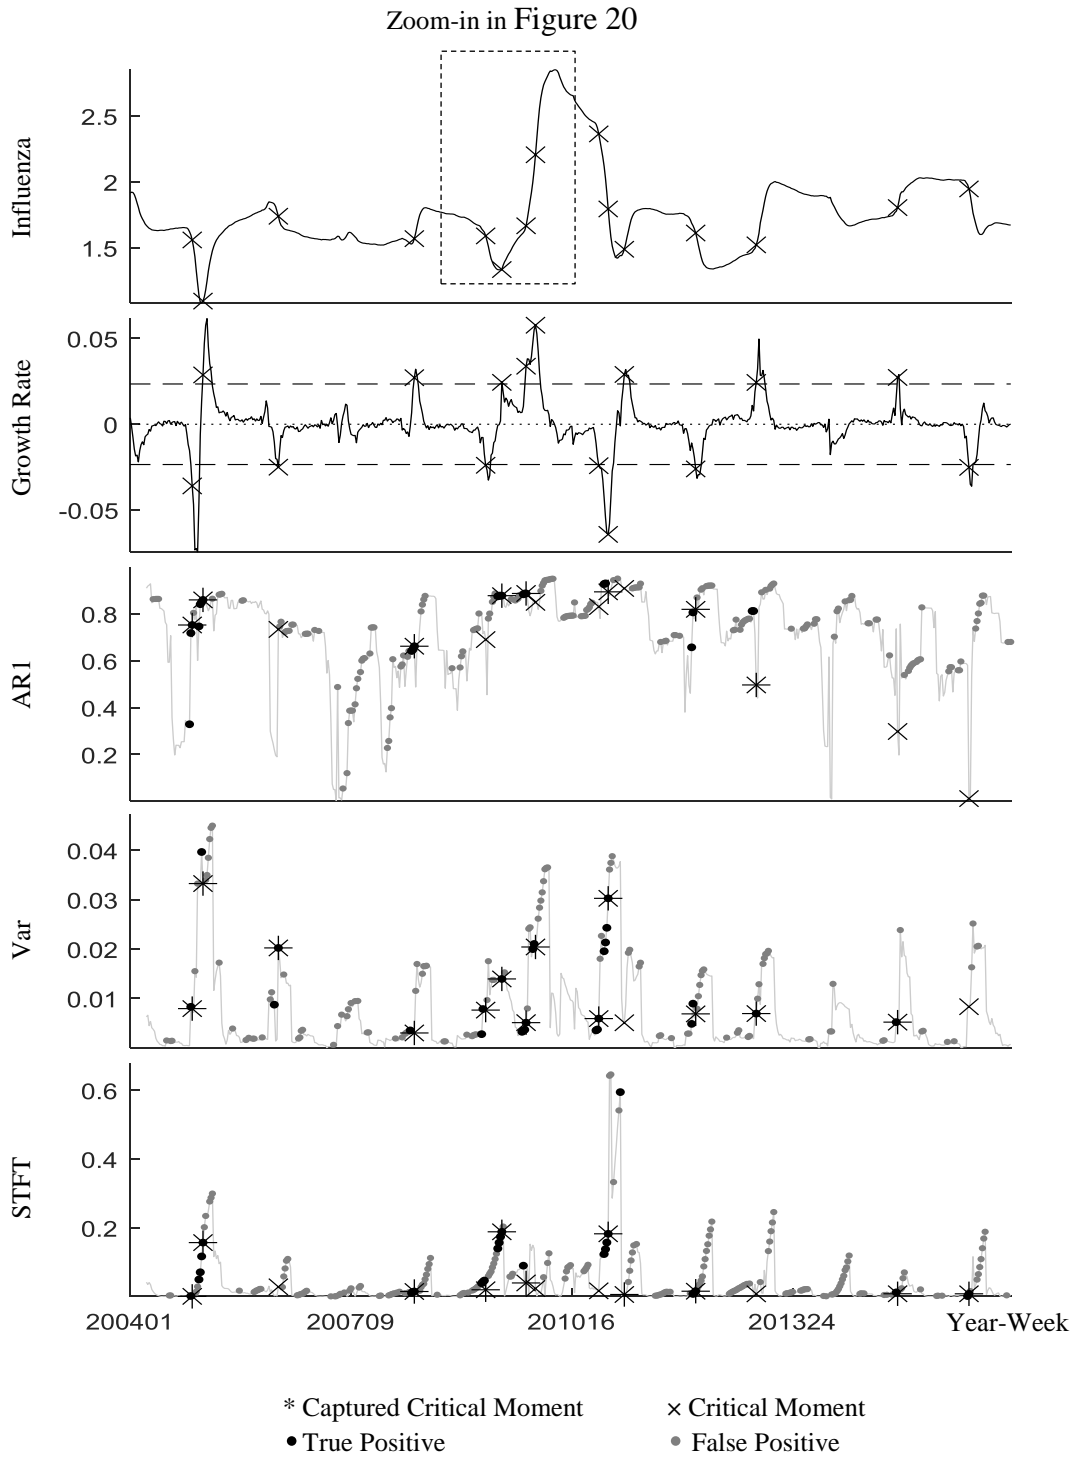 Zoom-in in Figure 20
Influenza
2.5
2
1.5
Growth Rate
0.05
0
-0.05
AR1
0.8
0.6
0.4
0.2
Var
0.04
0.03
0.02
0.01
STFT
0.6
0.4
0.2
200401 200709 201016 201324 Year-Week
* Captured Critical Moment × Critical Moment
● True Positive ● False Positive